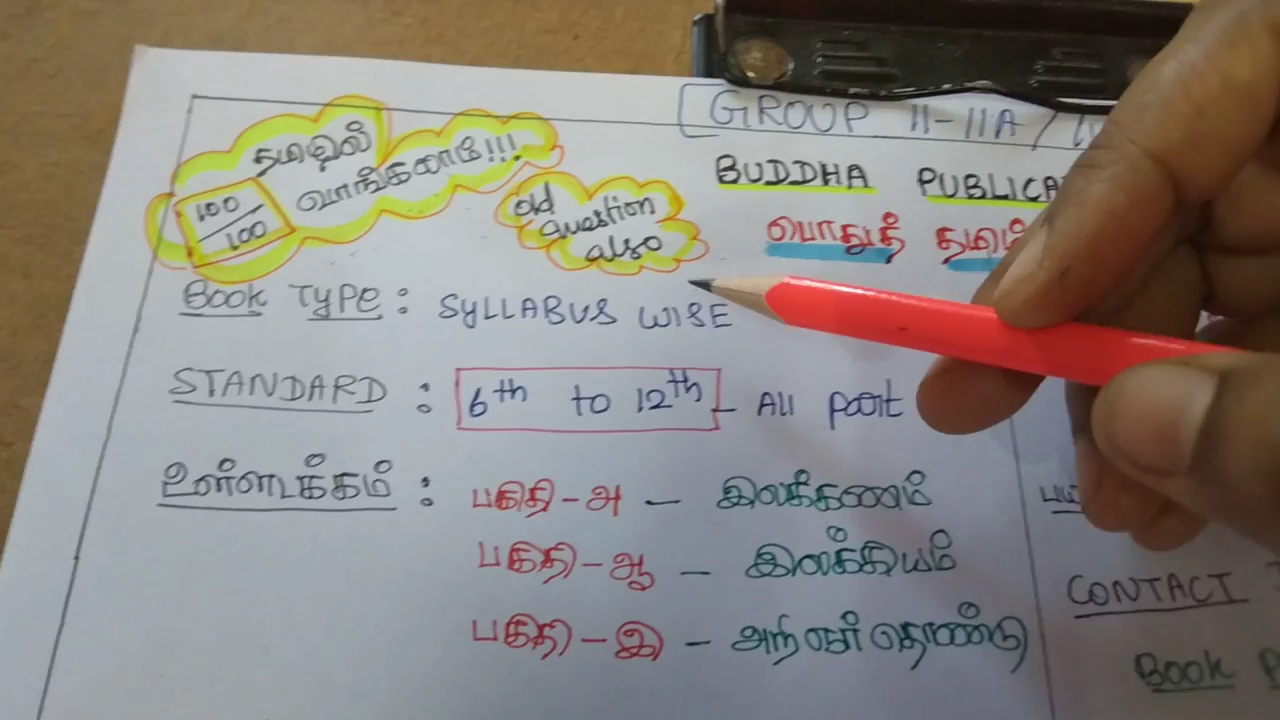 GROUP II-IIA /
BUDDHA
பொதுத் தமிழ்
தமிழில்
வாங்கலாம்!!!
100
100
Old
Question
also
BOOK TYPE : SYLLABUS WISE
STANDARD : 6th to 12th - All part
உள்ளடக்கம் : பகுதி-அ - இலக்கணம்
பகுதி-ஆ - இலக்கியம்
பகுதி-இ - அறிஞர் தொண்டு
CONTACT
BOOK